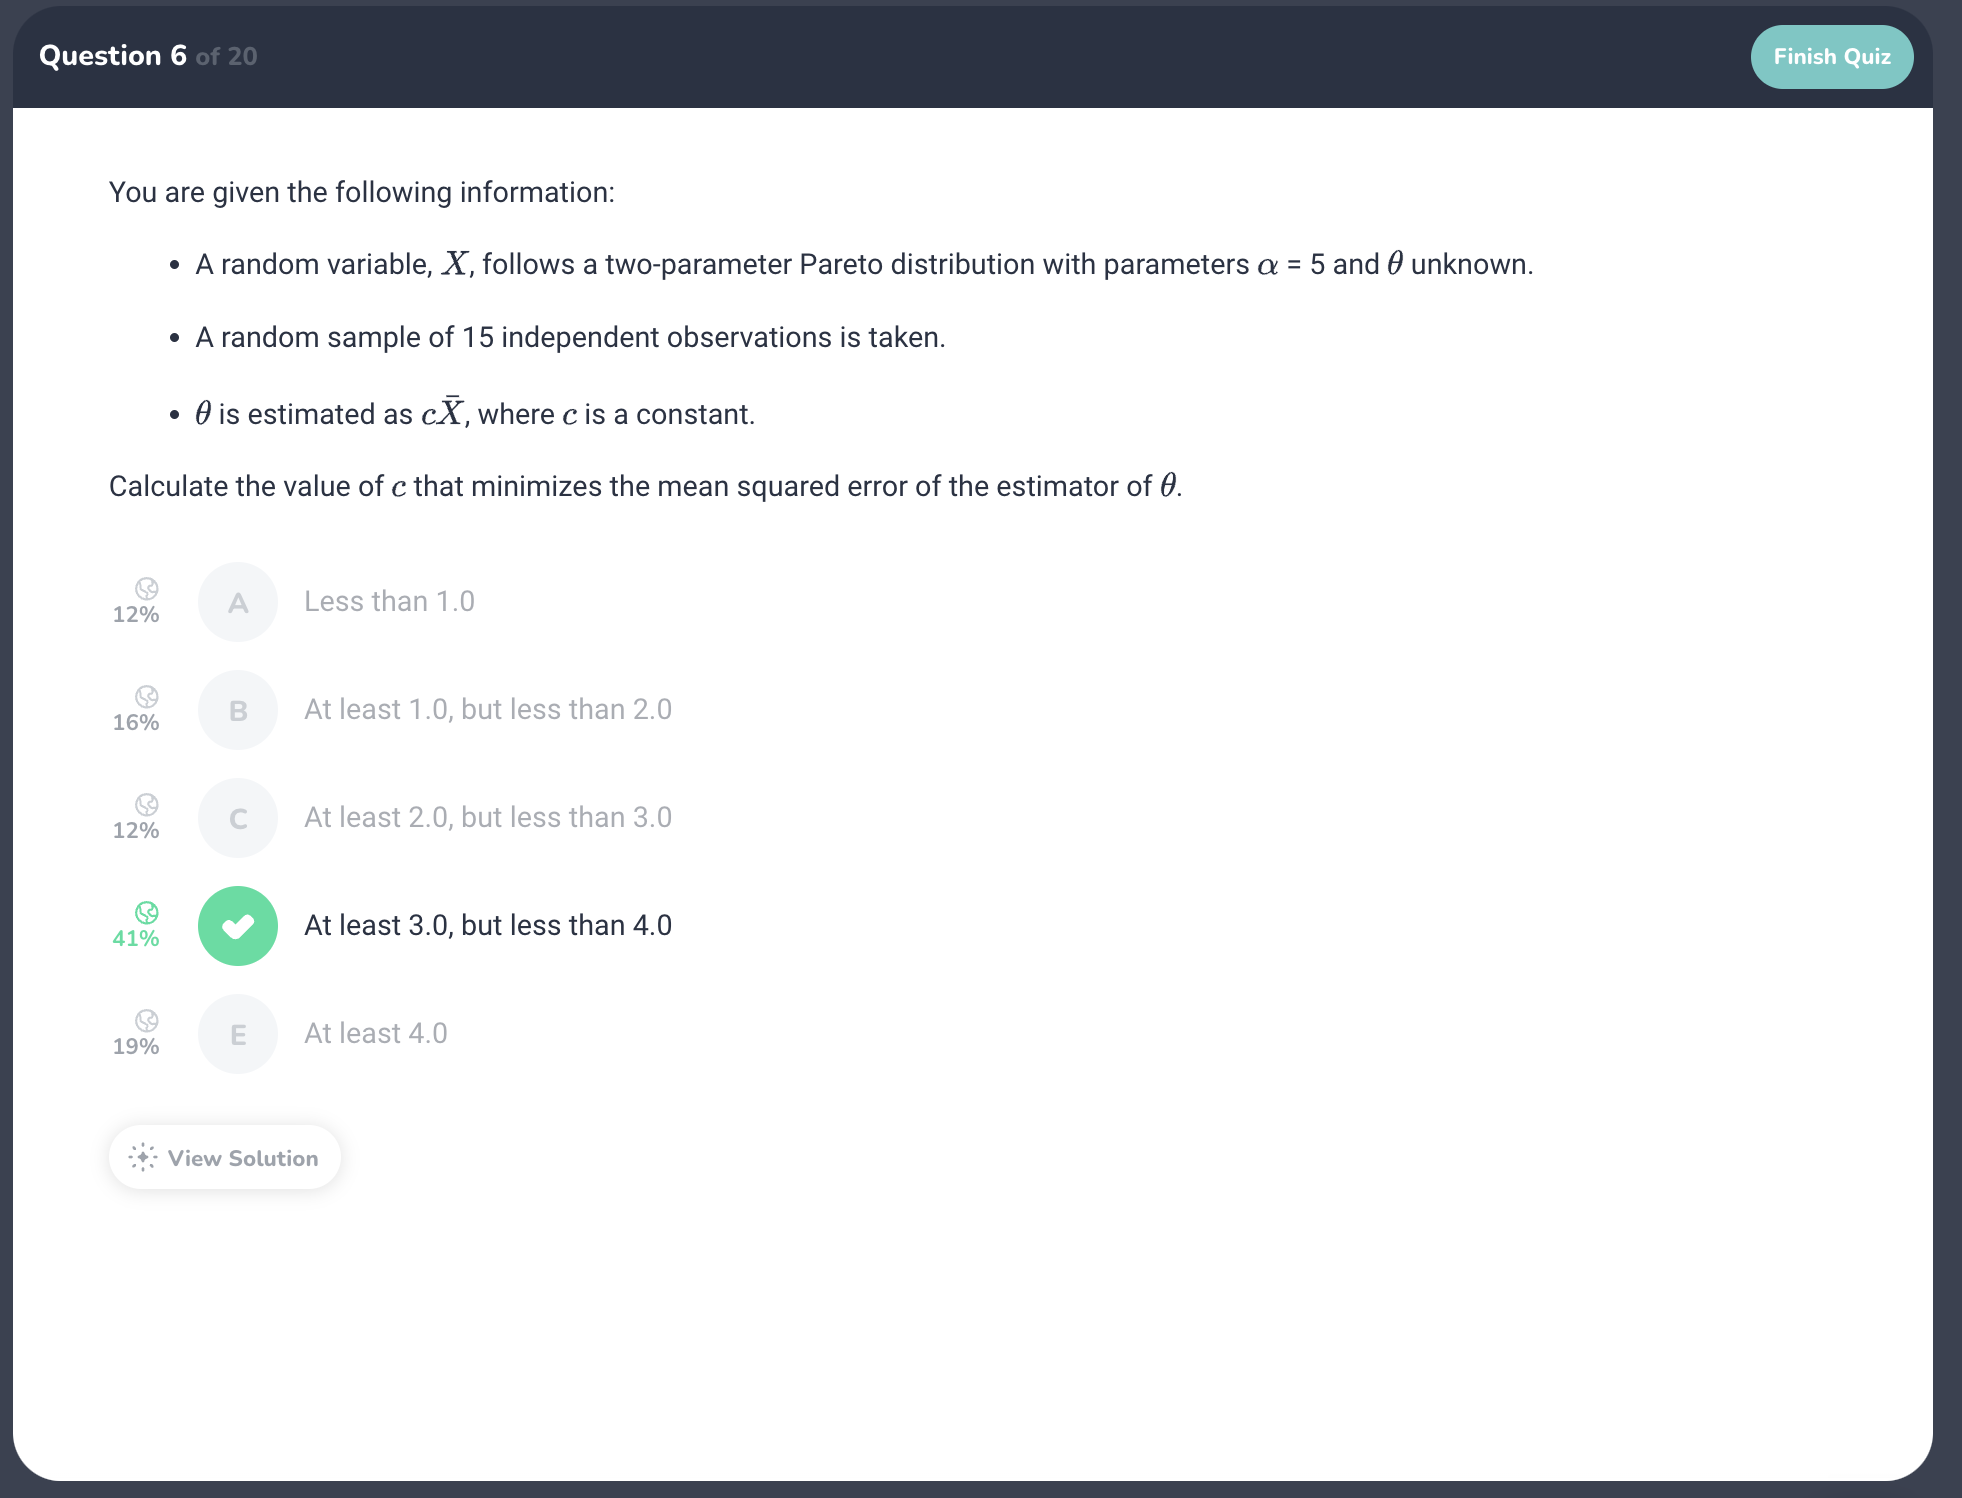 Question 6 of 20
Finish Quiz
You are given the following information:
• A random variable, X, follows a two-parameter Pareto distribution with parameters α = 5 and θ unknown.
• A random sample of 15 independent observations is taken.
• θ is estimated as cX̄, where c is a constant.
Calculate the value of c that minimizes the mean squared error of the estimator of θ.
12% A Less than 1.0
16% B At least 1.0, but less than 2.0
12% C At least 2.0, but less than 3.0
41% At least 3.0, but less than 4.0
19% E At least 4.0
View Solution